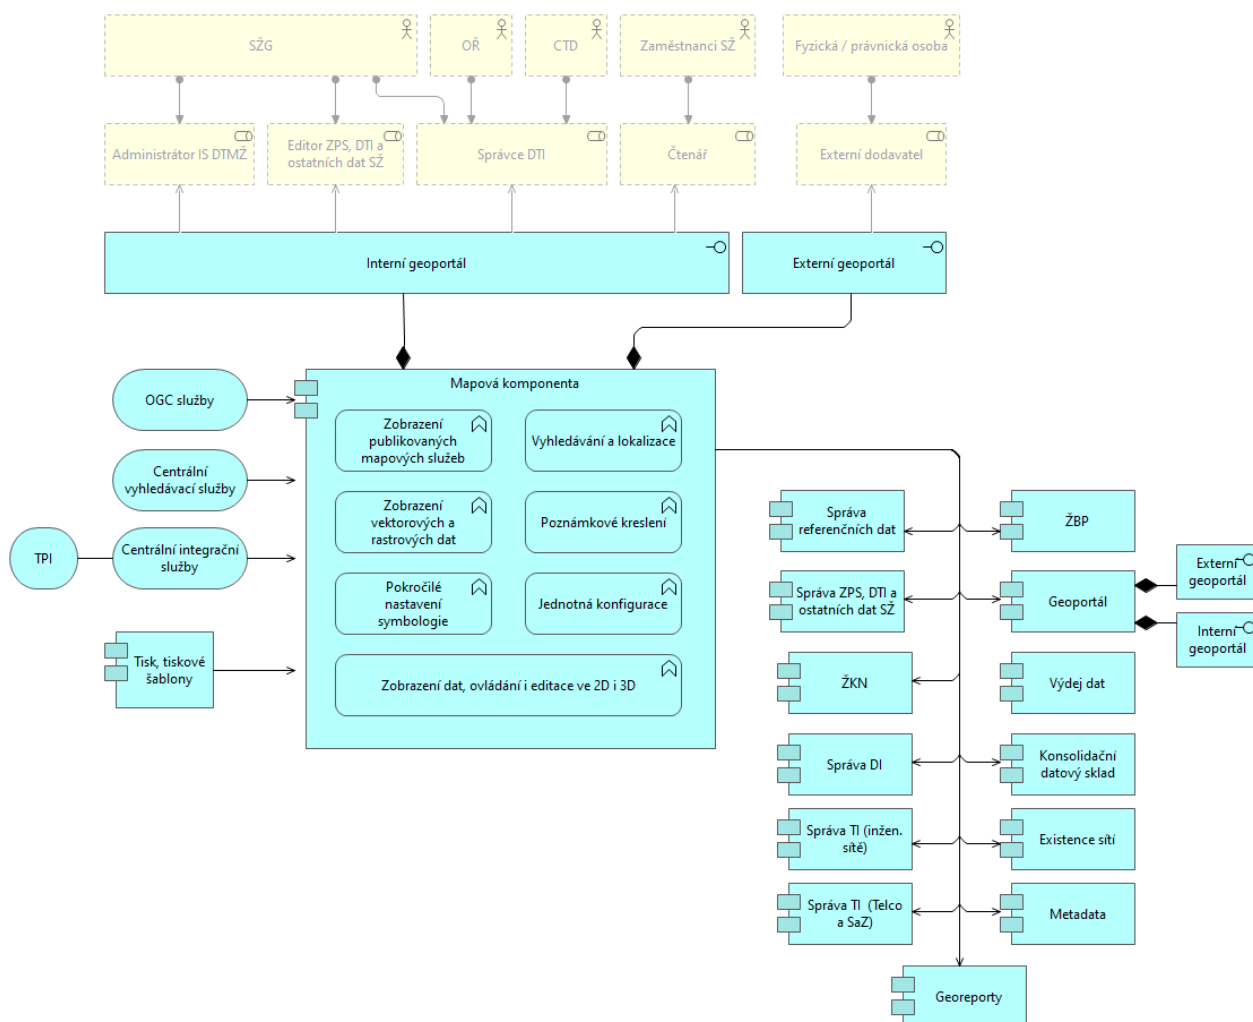 SŽG
OŘ
CTD
Zaměstnanci SŽ
Fyzická / právnická osoba
Administrátor IS DTMŽ
Editor ZPS, DTI a
ostatních dat SŽ
Správce DTI
Čtenář
Externí dodavatel
Interní geoportál
Externí geoportál
Mapová komponenta
OGC služby
Zobrazení
publikovaných
mapových služeb
Vyhledávání a lokalizace
Centrální
vyhledávací služby
Zobrazení
vektorových a
rastrových dat
Poznámkové kreslení
TPI
Centrální integrační
služby
Pokročilé
nastavení
symbologie
Jednotná konfigurace
Tisk, tiskové
šablony
Zobrazení dat, ovládání i editace ve 2D i 3D
Správa
referenčních dat
ŽBP
Správa ZPS, DTI a
ostatních dat SŽ
Geoportál
Externí
geoportál
Interní
geoportál
ŽKN
Výdej dat
Správa DI
Konsolidační
datový sklad
Správa TI (inžen.
sítě)
Existence sítí
Správa TI (Telco
a SaZ)
Metadata
Georeporty